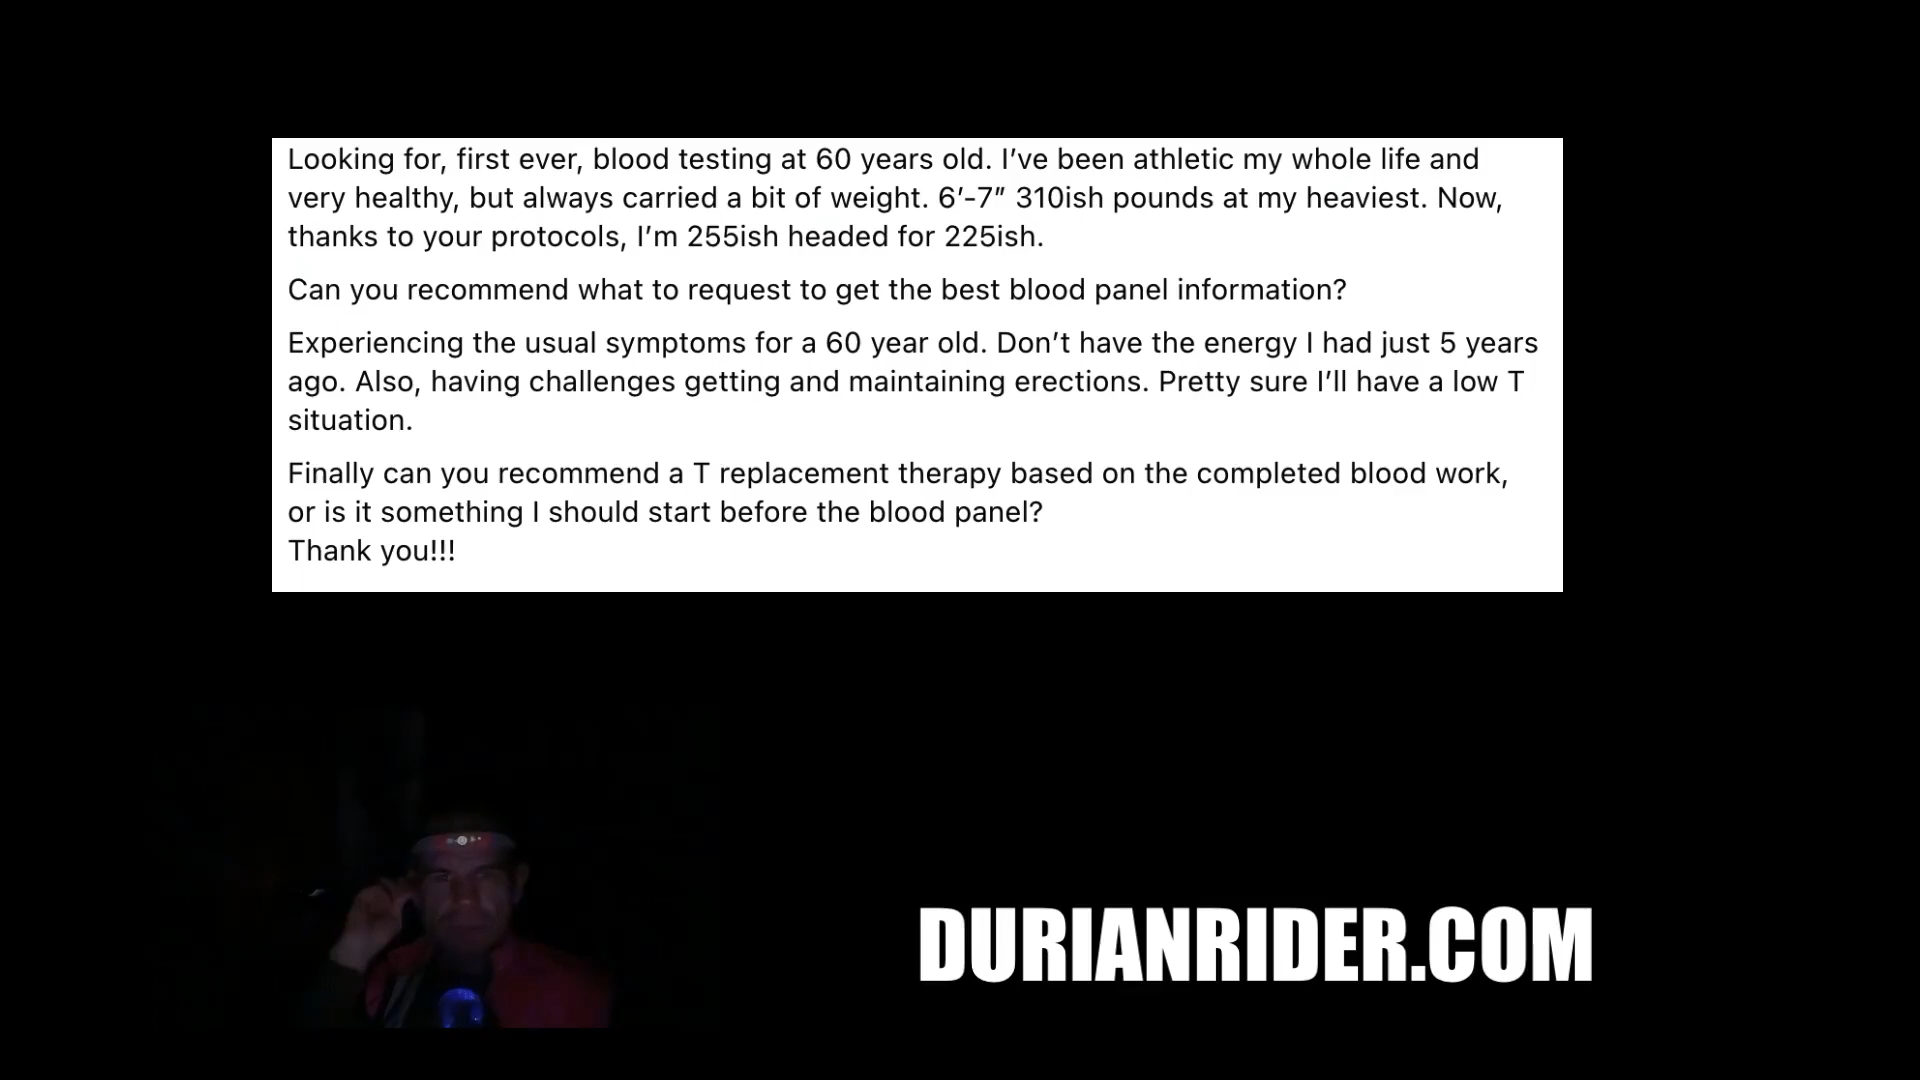 Looking for, first ever, blood testing at 60 years old. I’ve been athletic my whole life and
very healthy, but always carried a bit of weight. 6’-7” 310ish pounds at my heaviest. Now,
thanks to your protocols, I’m 255ish headed for 225ish.
Can you recommend what to request to get the best blood panel information?
Experiencing the usual symptoms for a 60 year old. Don’t have the energy I had just 5 years
ago. Also, having challenges getting and maintaining erections. Pretty sure I’ll have a low T
situation.
Finally can you recommend a T replacement therapy based on the completed blood work,
or is it something I should start before the blood panel?
Thank you!!!
DURIANRIDER.COM